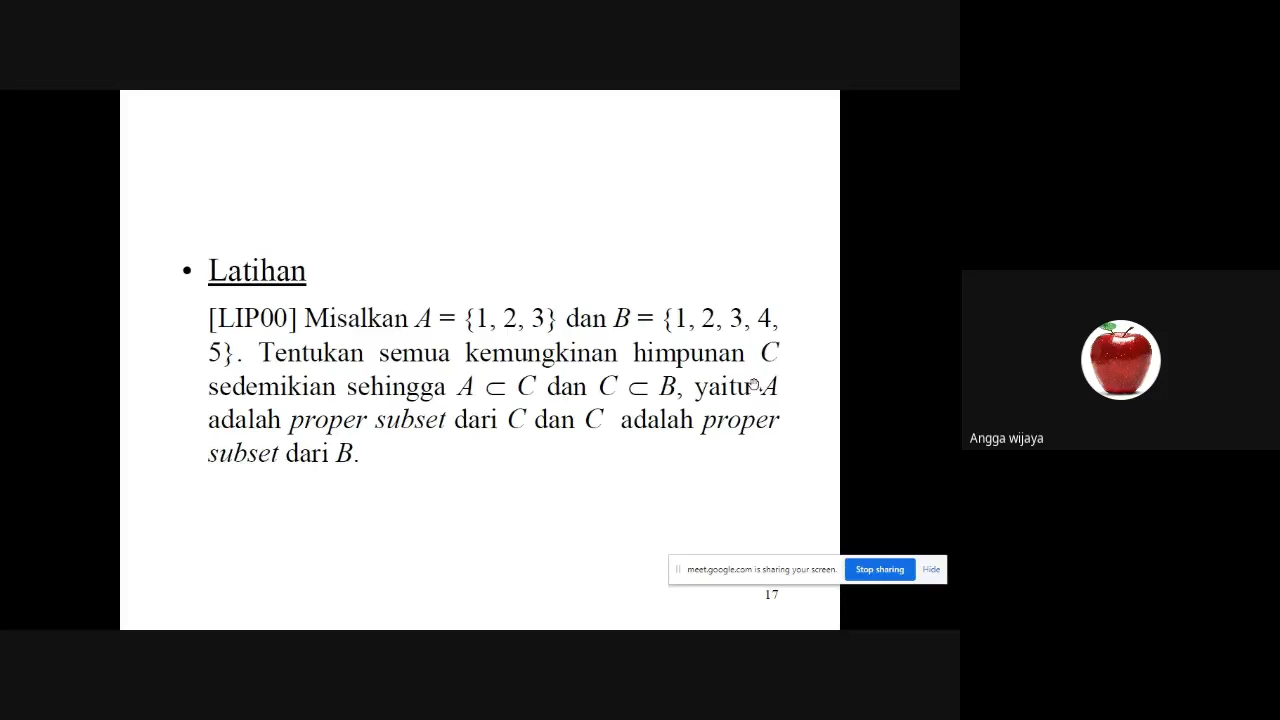 • Latihan
[LIP00] Misalkan A = {1, 2, 3} dan B = {1, 2, 3, 4,
5}. Tentukan semua kemungkinan himpunan C
sedemikian sehingga A ⊂ C dan C ⊂ B, yaitu A
adalah proper subset dari C dan C adalah proper
subset dari B.
Angga wijaya
meet.google.com is sharing your screen. Stop sharing Hide
17